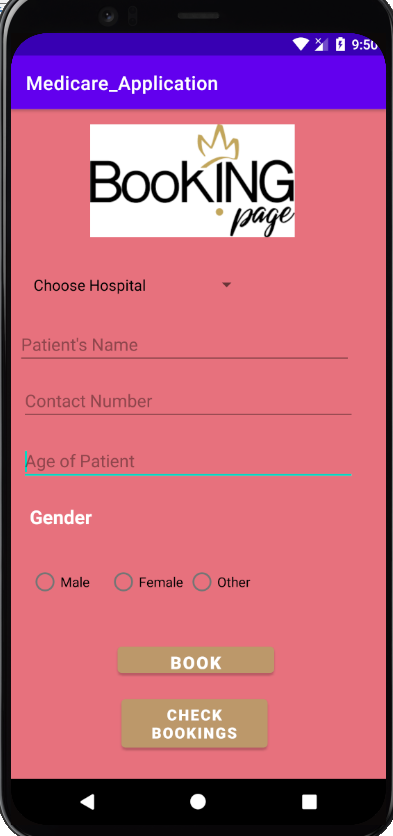 9:50
Medicare_Application
BooKING
page
Choose Hospital
Patient's Name
Contact Number
Age of Patient
Gender
Male Female Other
BOOK
CHECK
BOOKINGS